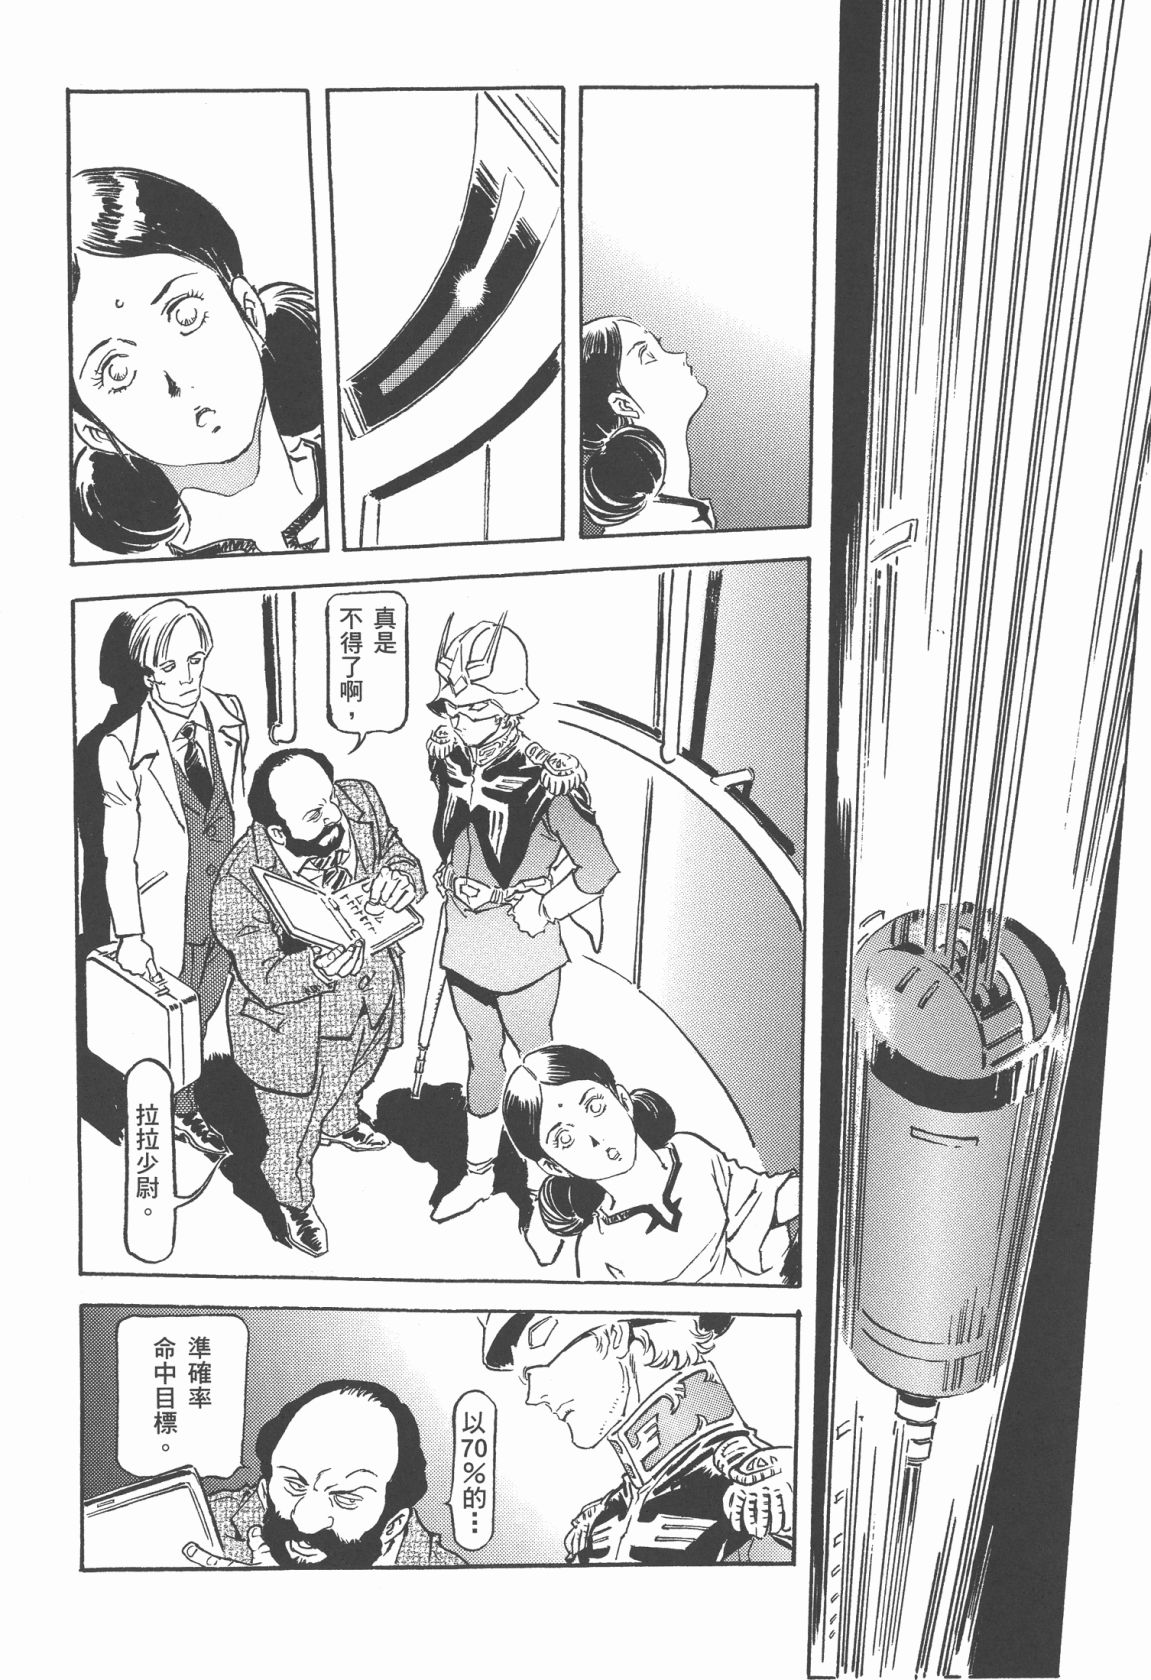 真是
不得了啊，
拉拉少尉。
以70%的…
準確率
命中目標。